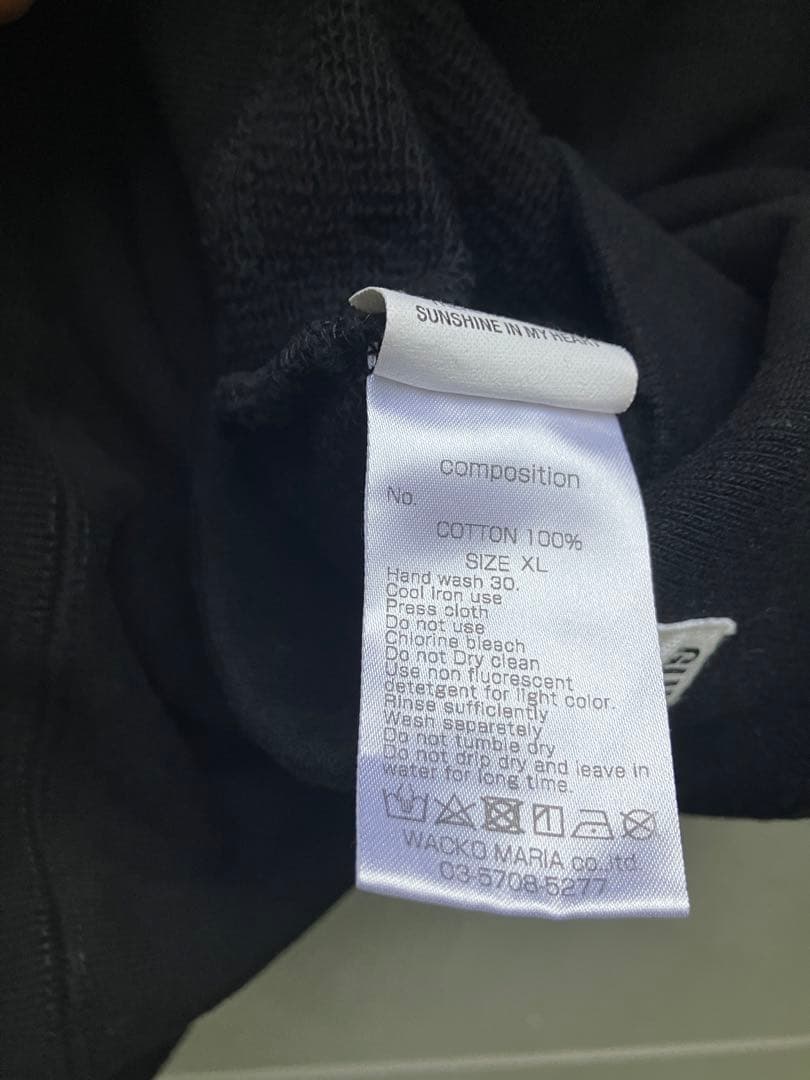 SUNSHINE IN MY HEART
composition
No.
COTTON 100%
SIZE XL
Hand wash 30.
Cool iron use
Press cloth
Do not use
Chlorine bleach
Do not Dry clean
Use non fluorescent
detetgent for light color.
Rinse sufficiently
Wash separately
Do not tumble dry
Do not drip dry and leave in
water for long time.
WACKO MARIA co.,ltd
03-5708-5277